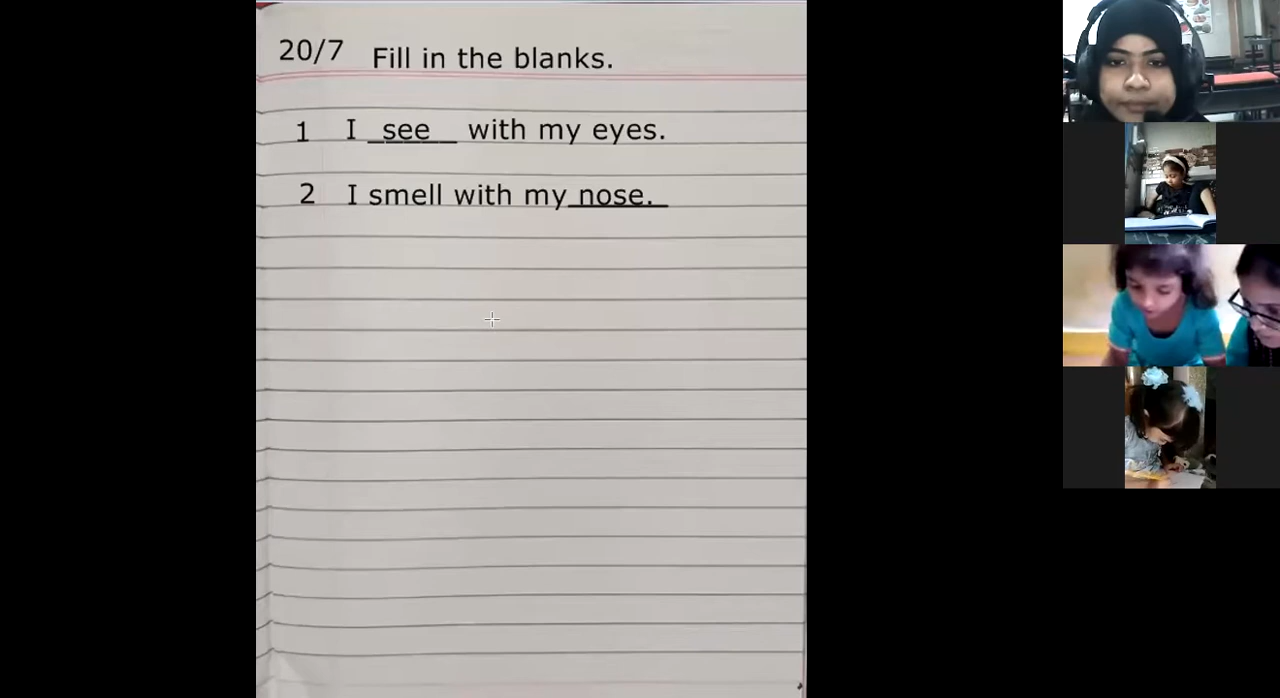 20/7 Fill in the blanks.
1 I see with my eyes.
2 I smell with my nose.